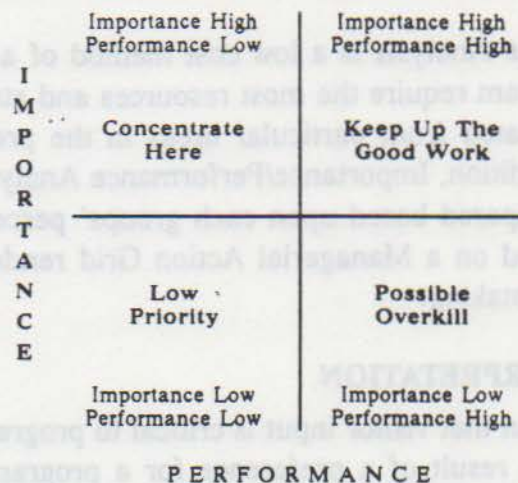 Importance High
Performance Low
Importance High
Performance High
IMPORTANCE
Concentrate
Here
Keep Up The
Good Work
Low
Priority
Possible
Overkill
Importance Low
Performance Low
Importance Low
Performance High
PERFORMANCE